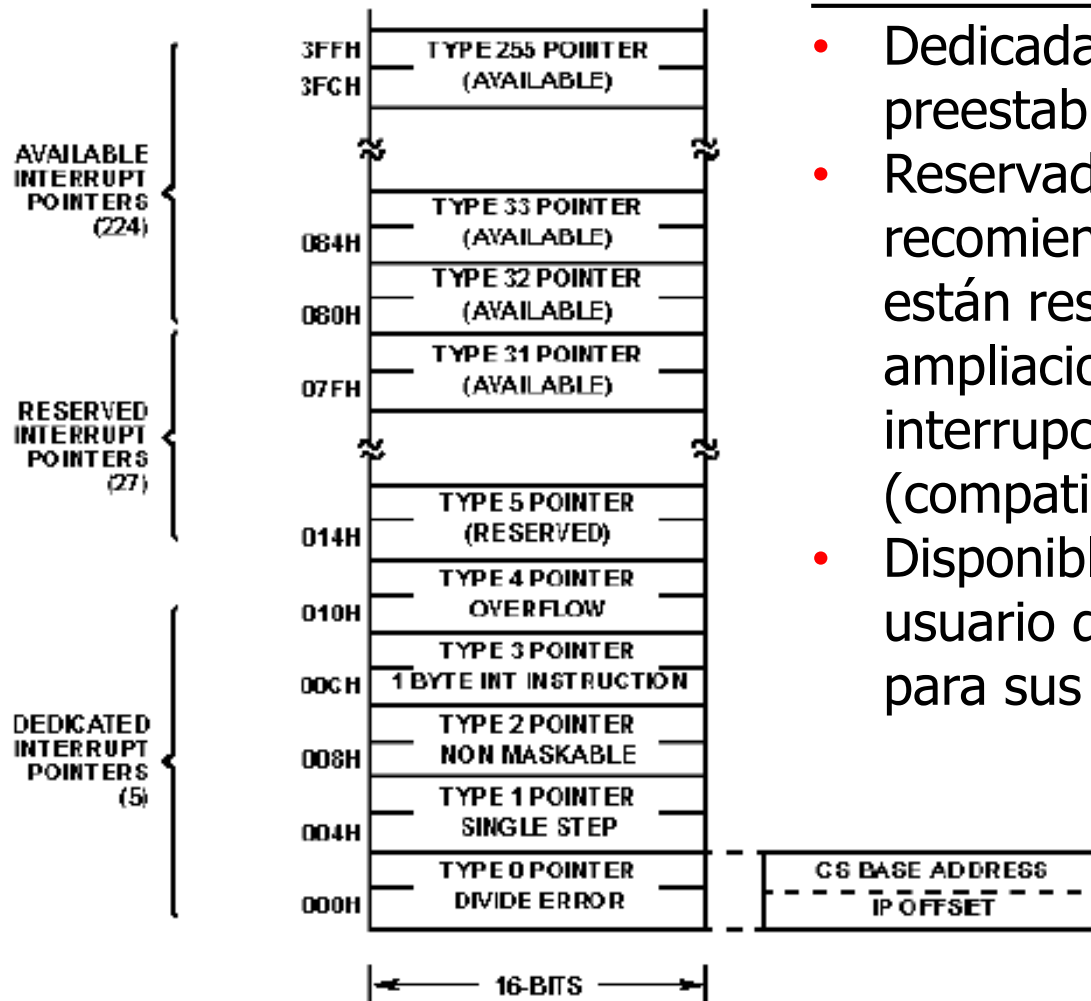 3FFH
TYPE 255 POINTER
3FCH
(AVAILABLE)
AVAILABLE
INTERRUPT
POINTERS
(224)
TYPE 33 POINTER
084H
(AVAILABLE)
TYPE 32 POINTER
080H
(AVAILABLE)
TYPE 31 POINTER
07FH
(AVAILABLE)
RESERVED
INTERRUPT
POINTERS
(27)
TYPE 5 POINTER
014H
(RESERVED)
TYPE 4 POINTER
010H
OVERFLOW
TYPE 3 POINTER
00CH
1 BYTE INT INSTRUCTION
DEDICATED
INTERRUPT
POINTERS
(5)
TYPE 2 POINTER
008H
NON MASKABLE
TYPE 1 POINTER
004H
SINGLE STEP
TYPE 0 POINTER
000H
DIVIDE ERROR
CS BASE ADDRESS
IP OFFSET
16-BITS
• Dedicada
preestab
• Reservad
recomien
están res
ampliacio
interrupc
(compati
• Disponibl
usuario
para sus